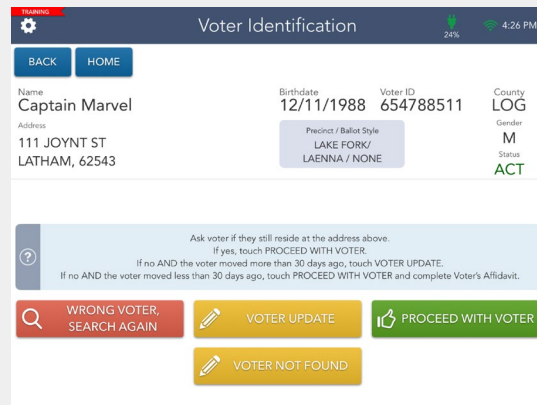 TRAINING
Voter Identification
24%
4:26 PM
BACK
HOME
Name
Captain Marvel
Birthdate
12/11/1988
Voter ID
654788511
County
LOG
Address
111 JOYNT ST
LATHAM, 62543
Precinct / Ballot Style
LAKE FORK/
LAENNA / NONE
Gender
M
Status
ACT
?
Ask voter if they still reside at the address above.
If yes, touch PROCEED WITH VOTER.
If no AND the voter moved more than 30 days ago, touch VOTER UPDATE.
If no AND the voter moved less than 30 days ago, touch PROCEED WITH VOTER and complete Voter's Affidavit.
WRONG VOTER,
SEARCH AGAIN
VOTER UPDATE
PROCEED WITH VOTER
VOTER NOT FOUND